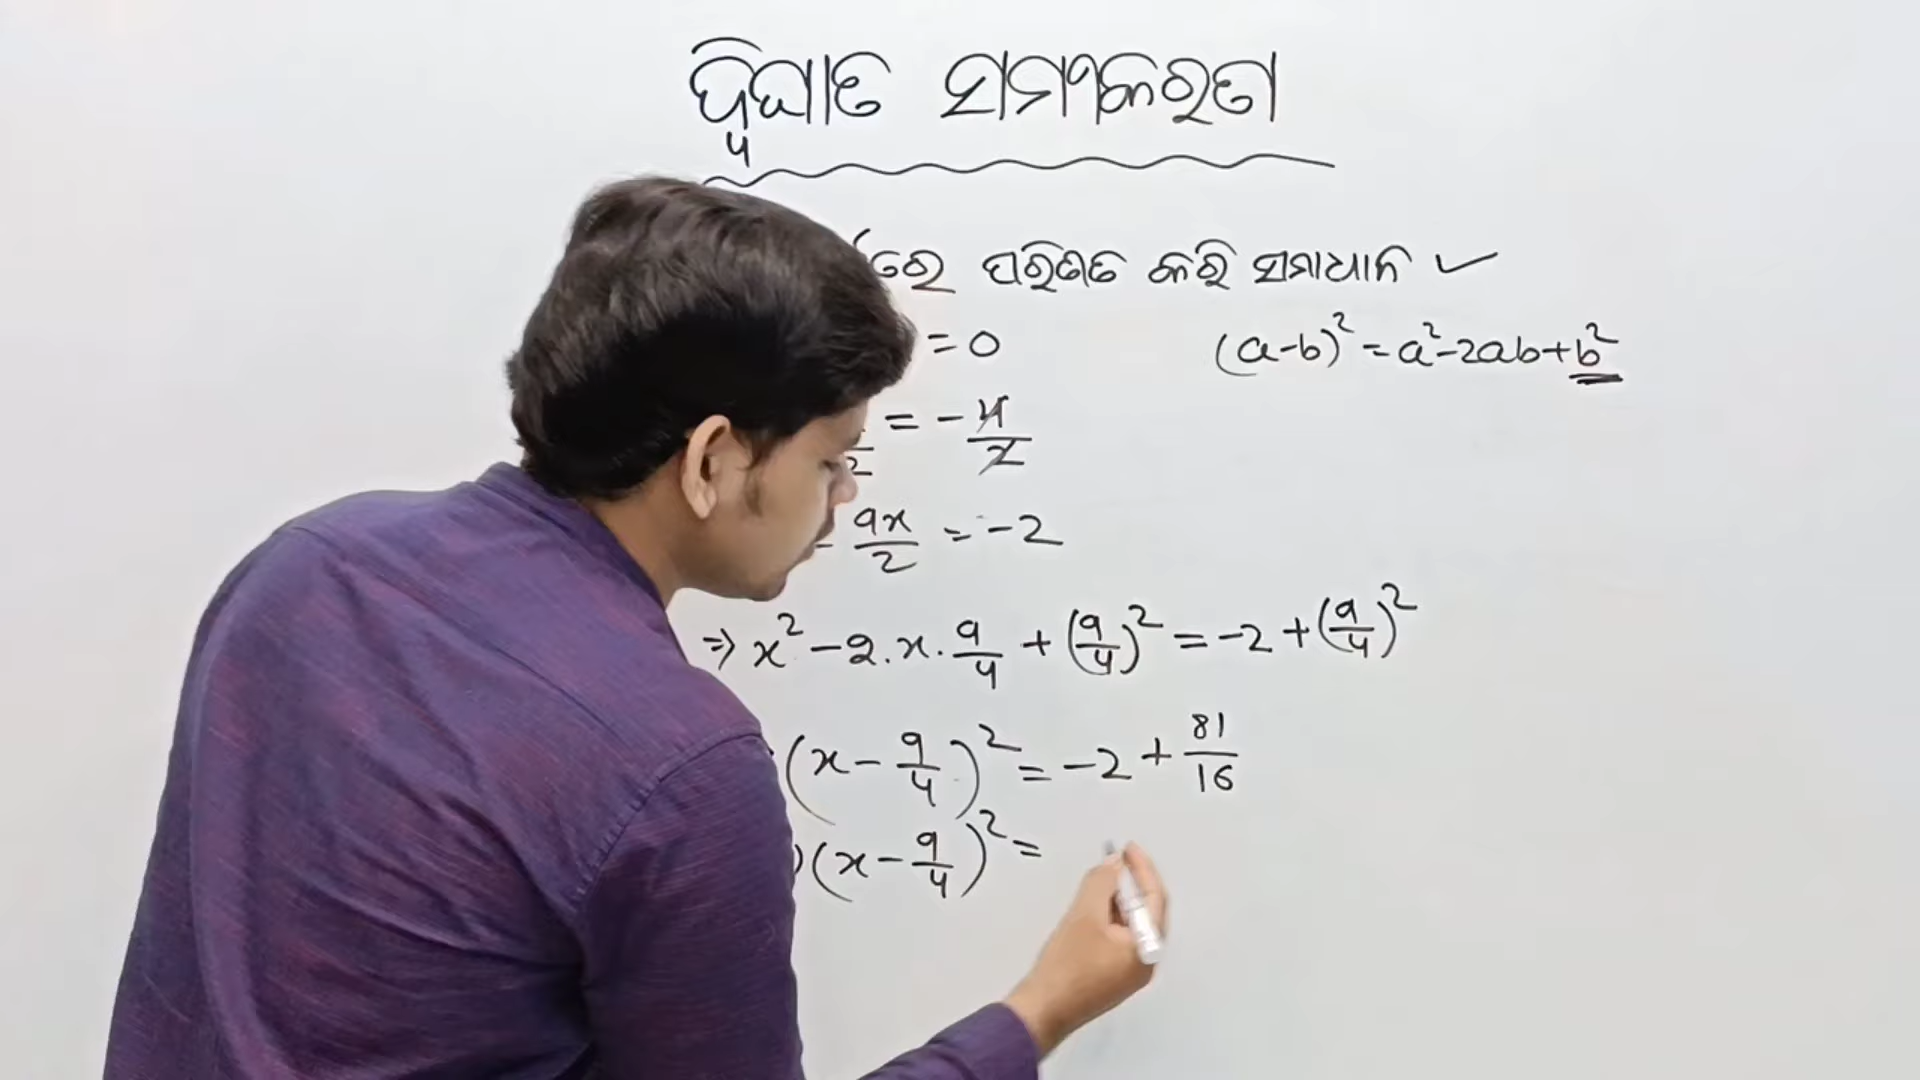 ଦ୍ଵିଘାତ ସମୀକରଣ
ରେ ପରିଣତ କରି ସମାଧାନ ✓
= 0
(a-b)² = a²-2ab+b²
= -4/2
- 9x/2 = -2
⇒ x² - 2.x.9/4 + (9/4)² = -2 + (9/4)²
(x - 9/4)² = -2 + 81/16
(x - 9/4)² =